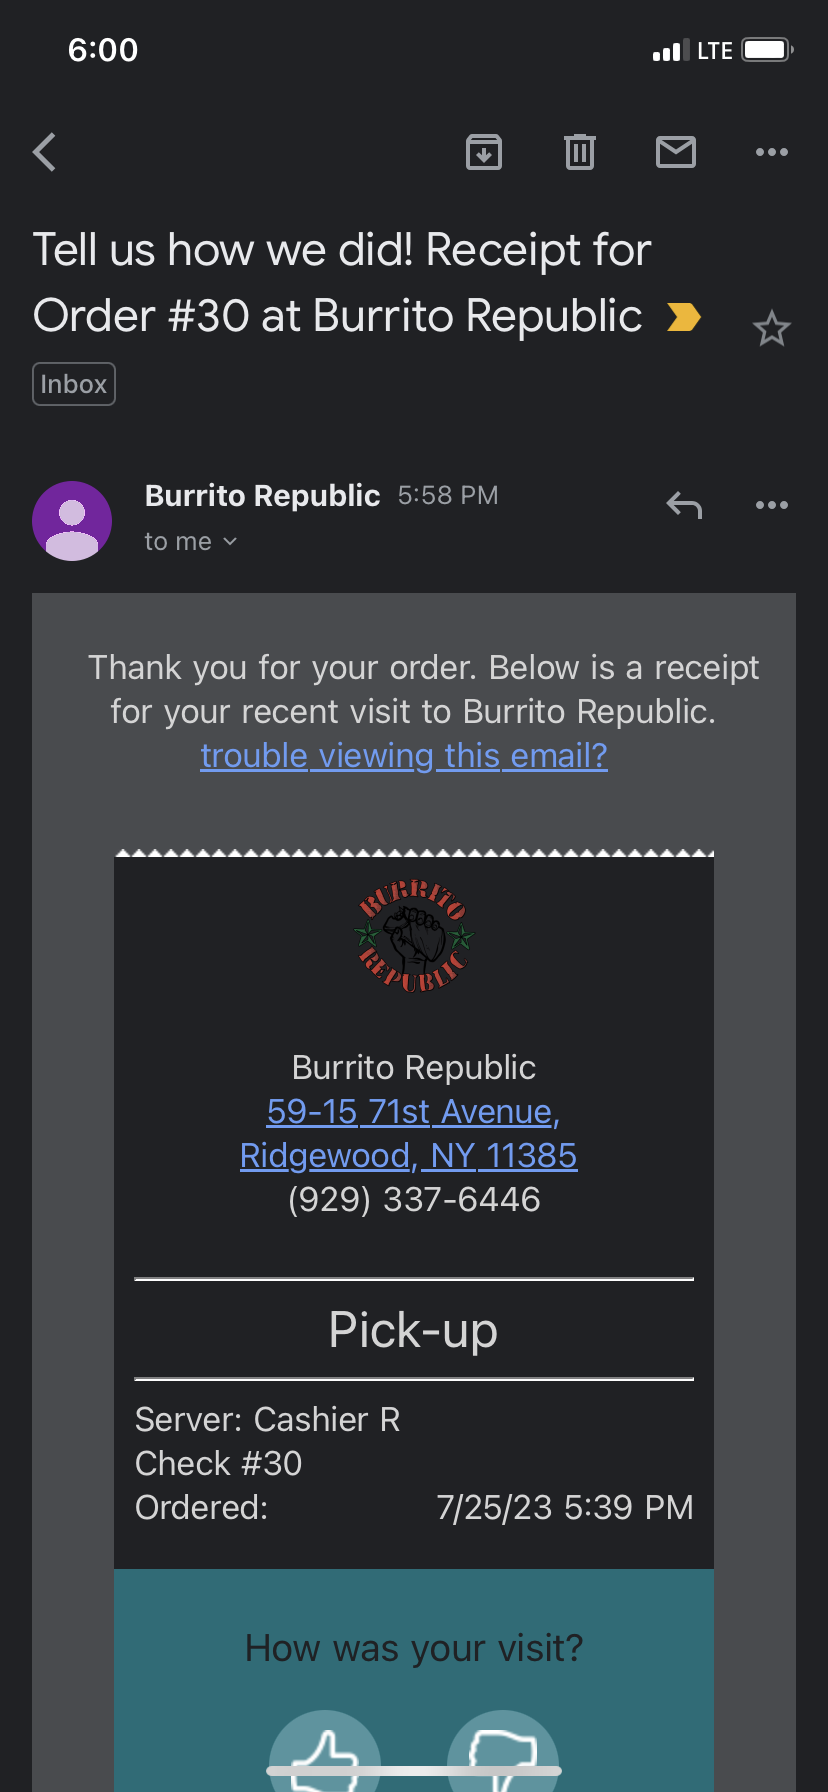 6:00
LTE
Tell us how we did! Receipt for
Order #30 at Burrito Republic
Inbox
Burrito Republic 5:58 PM
to me
Thank you for your order. Below is a receipt
for your recent visit to Burrito Republic.
trouble viewing this email?
BURRITO
REPUBLIC
Burrito Republic
59-15 71st Avenue,
Ridgewood, NY 11385
(929) 337-6446
Pick-up
Server: Cashier R
Check #30
Ordered: 7/25/23 5:39 PM
How was your visit?